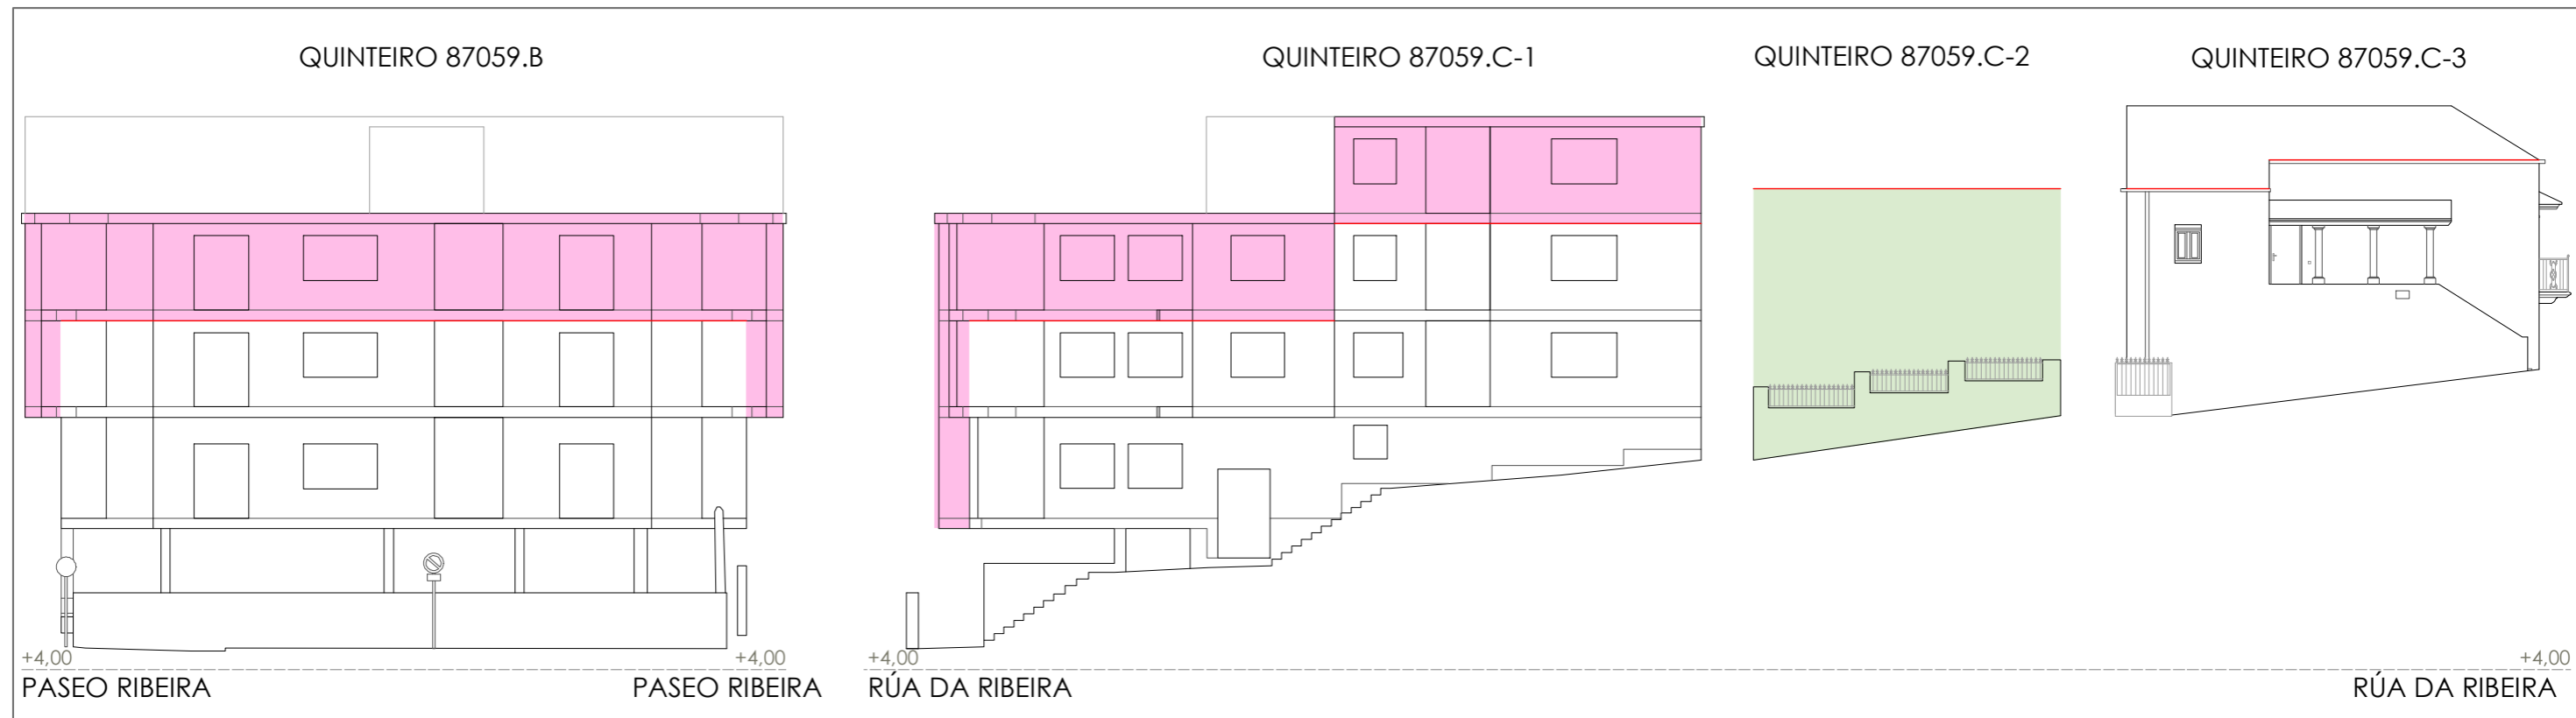 QUINTEIRO 87059.B
QUINTEIRO 87059.C-1
QUINTEIRO 87059.C-2
QUINTEIRO 87059.C-3
+4,00
+4,00
+4,00
+4,00
PASEO RIBEIRA
PASEO RIBEIRA
RÚA DA RIBEIRA
RÚA DA RIBEIRA